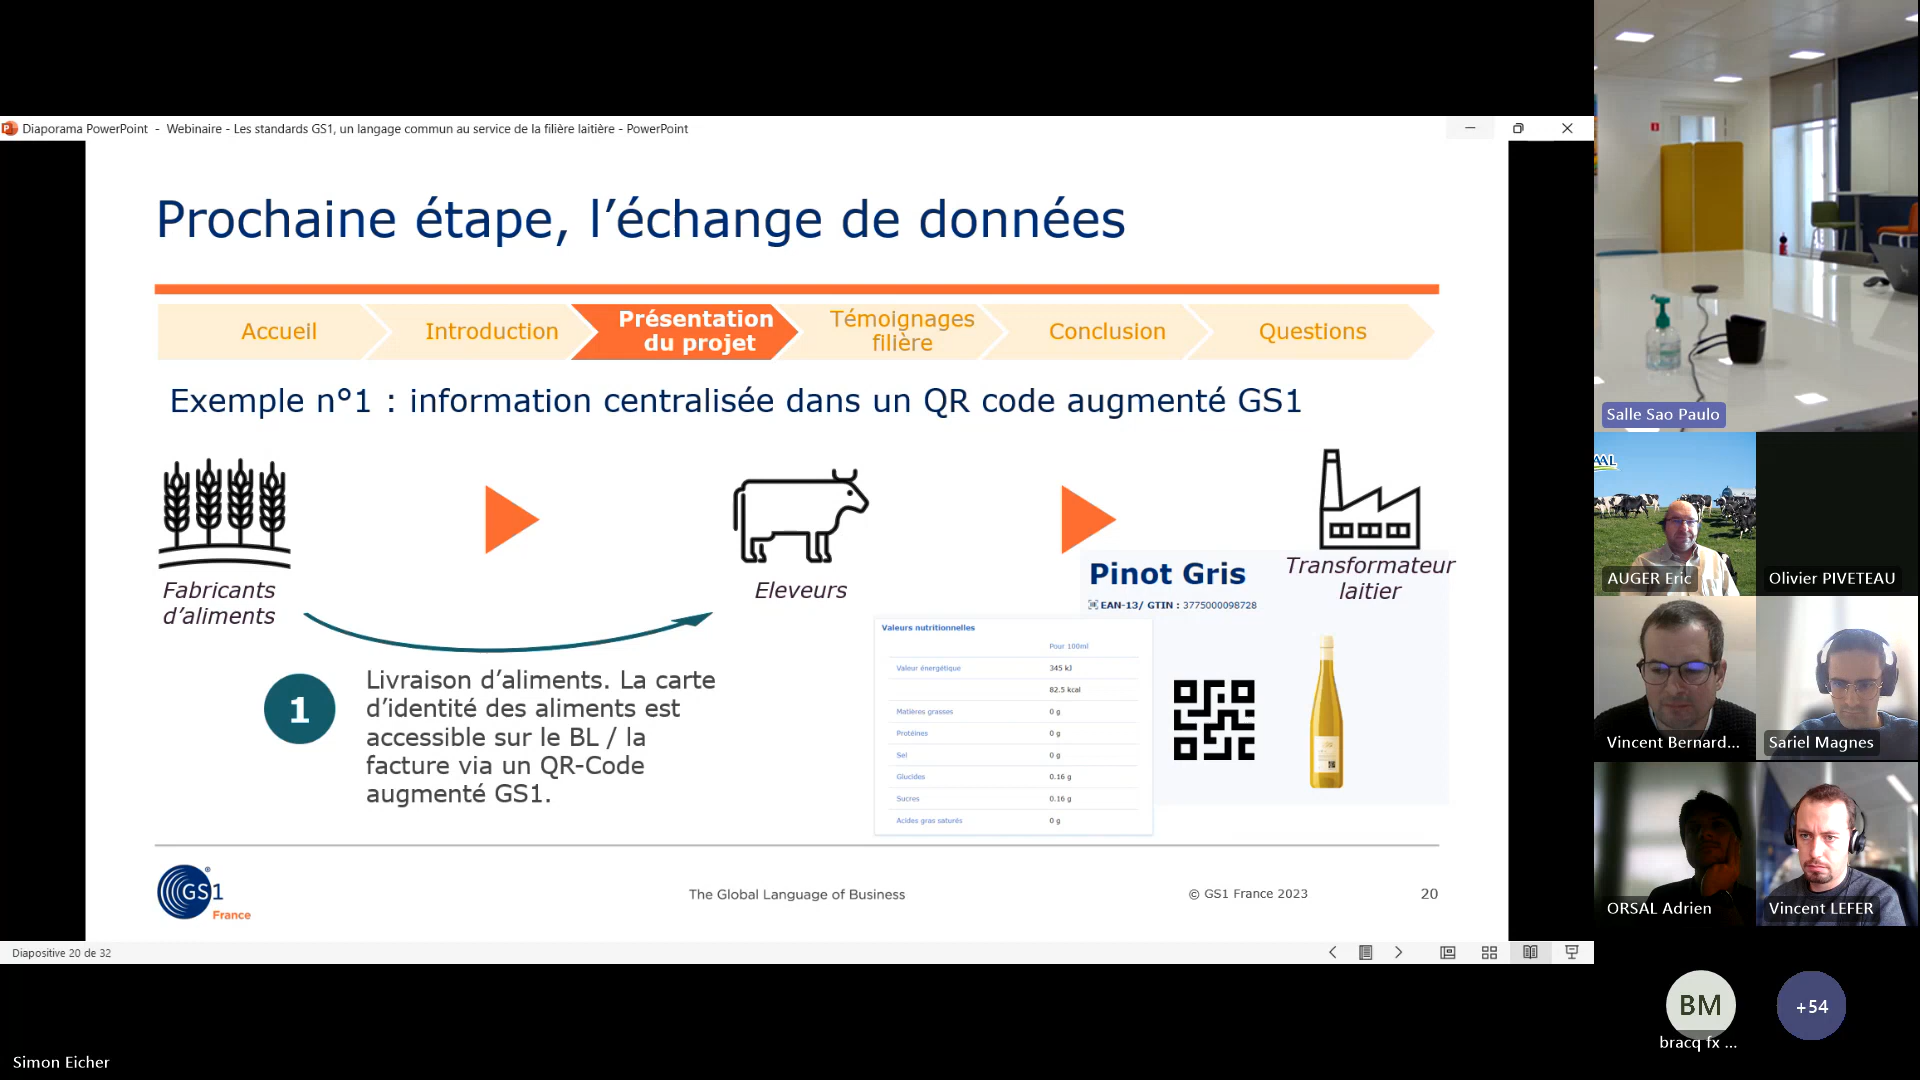 Diaporama PowerPoint - Webinaire - Les standards GS1, un langage commun au service de la filière laitière - PowerPoint
Prochaine étape, l’échange de données
Accueil
Introduction
Présentation
du projet
Témoignages
filière
Conclusion
Questions
Exemple n°1 : information centralisée dans un QR code augmenté GS1
Fabricants
d’aliments
Eleveurs
Transformateur
laitier
Pinot Gris
EAN-13/ GTIN : 3775000098728
Valeurs nutritionnelles
Pour 100ml
Valeur énergétique 345 kJ
82.5 kcal
Matières grasses 0 g
Protéines 0 g
Sel 0 g
Glucides 0.16 g
Sucres 0.16 g
Acides gras saturés 0 g
1
Livraison d’aliments. La carte
d’identité des aliments est
accessible sur le BL / la
facture via un QR-Code
augmenté GS1.
GS1
France
The Global Language of Business
© GS1 France 2023
20
Diapositive 20 de 32
Simon Eicher
Salle Sao Paulo
AUGER Eric
Olivier PIVETEAU
Vincent Bernard...
Sariel Magnes
ORSAL Adrien
Vincent LEFER
BM
+54
bracq fx ...